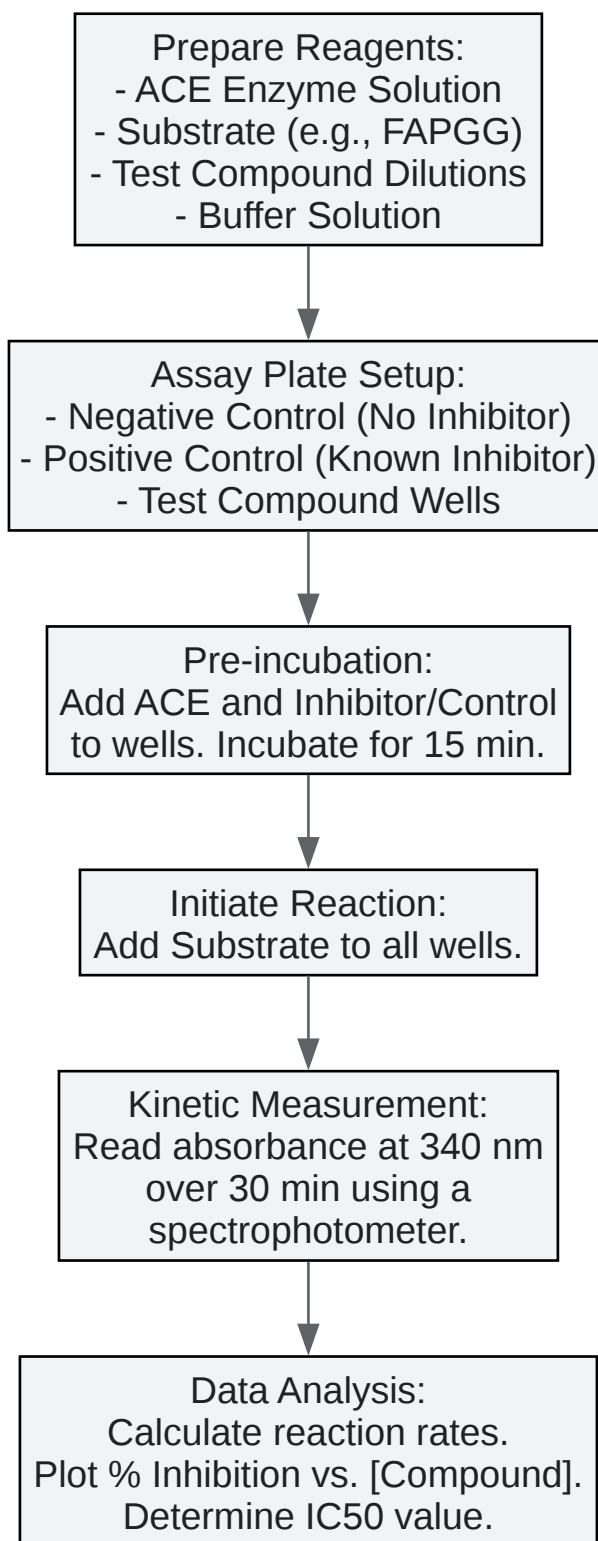 Prepare Reagents:
- ACE Enzyme Solution
- Substrate (e.g., FAPGG)
- Test Compound Dilutions
- Buffer Solution
Assay Plate Setup:
- Negative Control (No Inhibitor)
- Positive Control (Known Inhibitor)
- Test Compound Wells
Pre-incubation:
Add ACE and Inhibitor/Control
to wells. Incubate for 15 min.
Initiate Reaction:
Add Substrate to all wells.
Kinetic Measurement:
Read absorbance at 340 nm
over 30 min using a
spectrophotometer.
Data Analysis:
Calculate reaction rates.
Plot % Inhibition vs. [Compound].
Determine IC50 value.